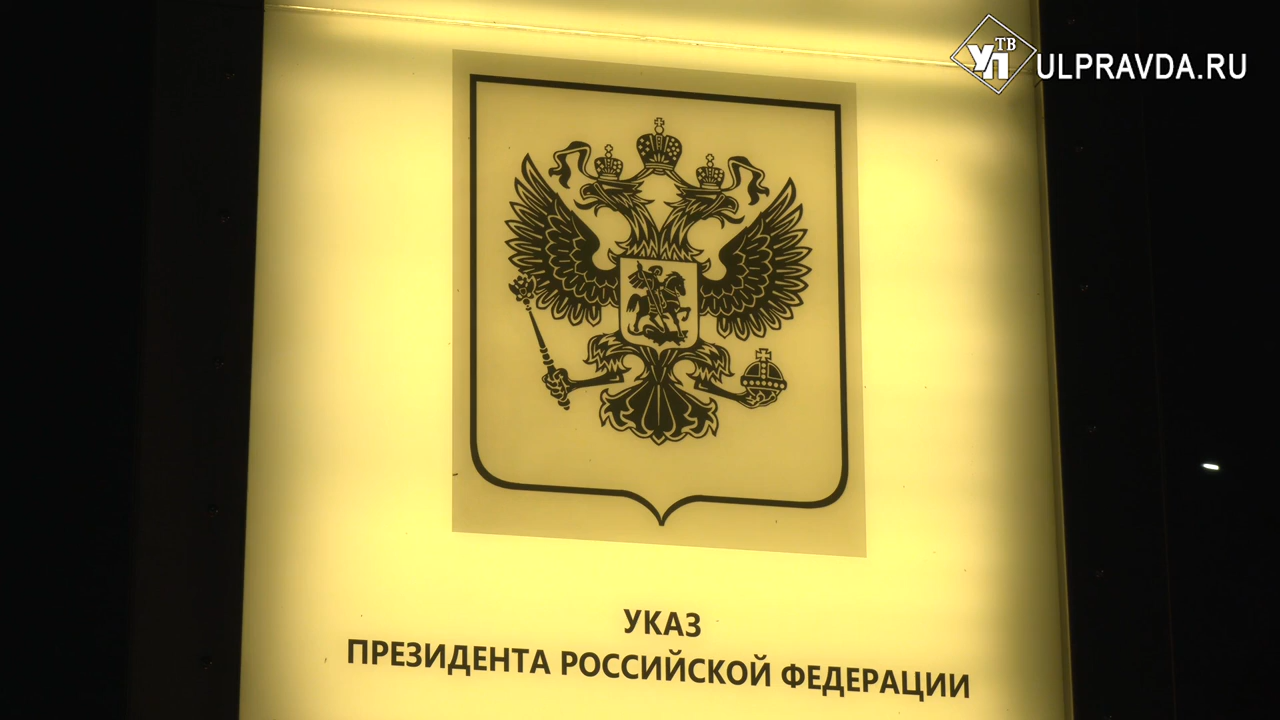 ТВ
УП
ULPRAVDA.RU
УКАЗ
ПРЕЗИДЕНТА РОССИЙСКОЙ ФЕДЕРАЦИИ